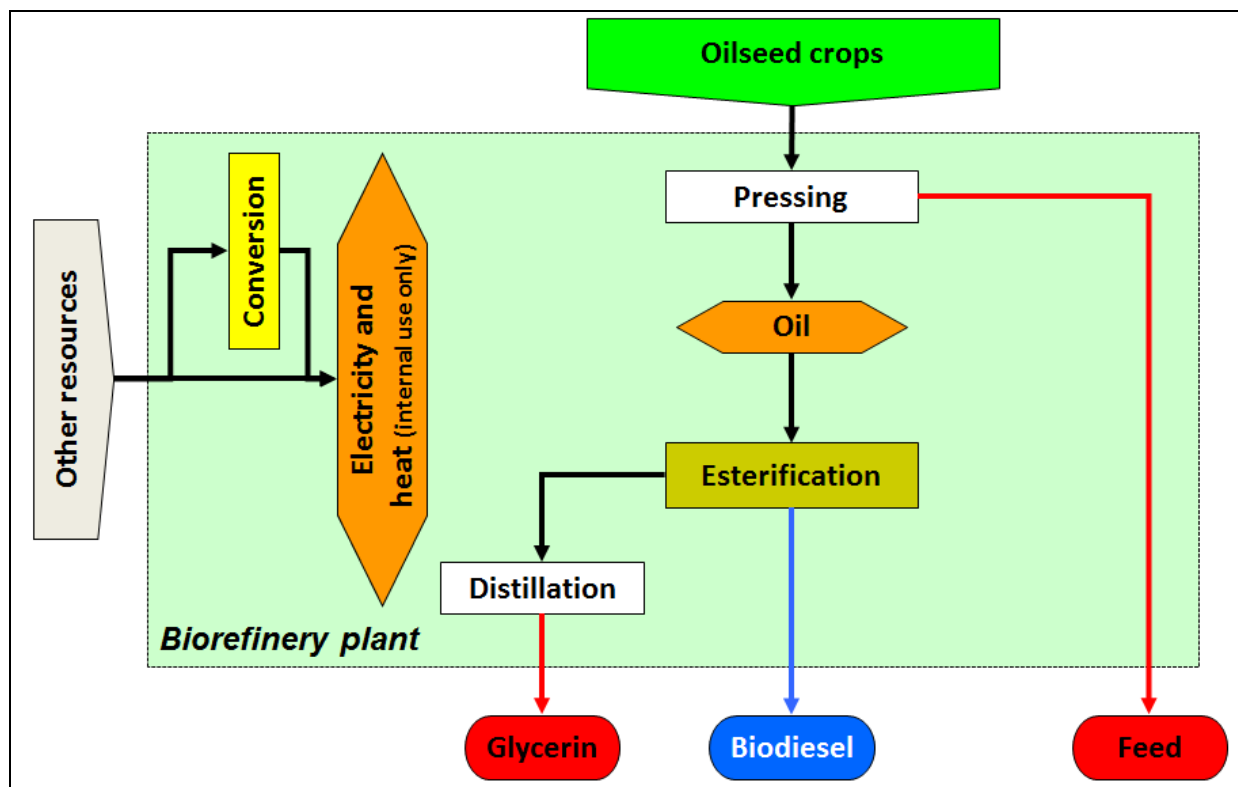 Oilseed crops
Pressing
Conversion
Other resources
Electricity and
heat (internal use only)
Oil
Esterification
Distillation
Biorefinery plant
Glycerin
Biodiesel
Feed